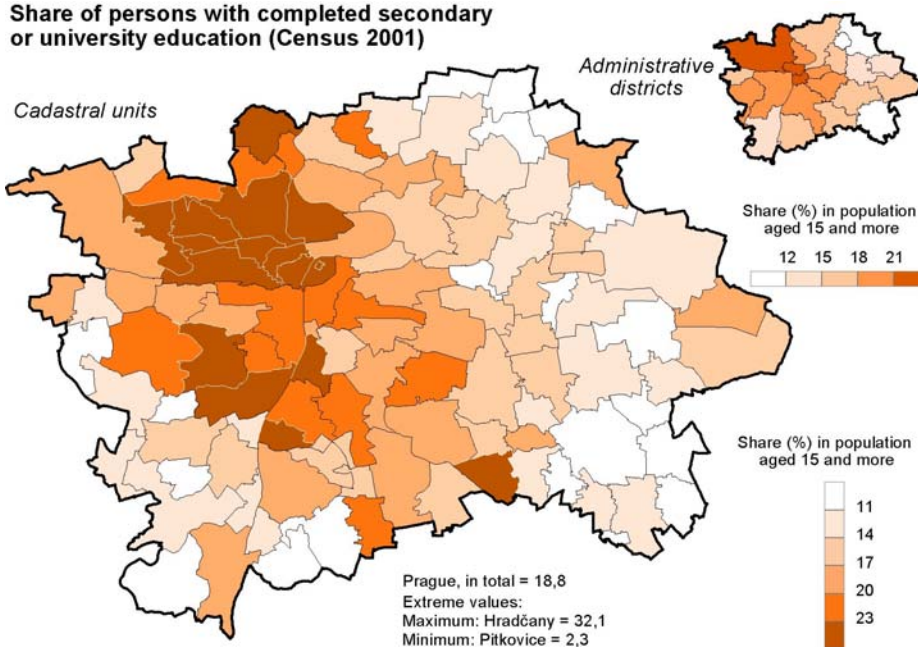 Share of persons with completed secondary
or university education (Census 2001)
Cadastral units
Administrative
districts
Share (%) in population
aged 15 and more
12 15 18 21
Share (%) in population
aged 15 and more
11
14
17
20
23
Prague, in total = 18,8
Extreme values:
Maximum: Hradčany = 32,1
Minimum: Pitkovice = 2,3